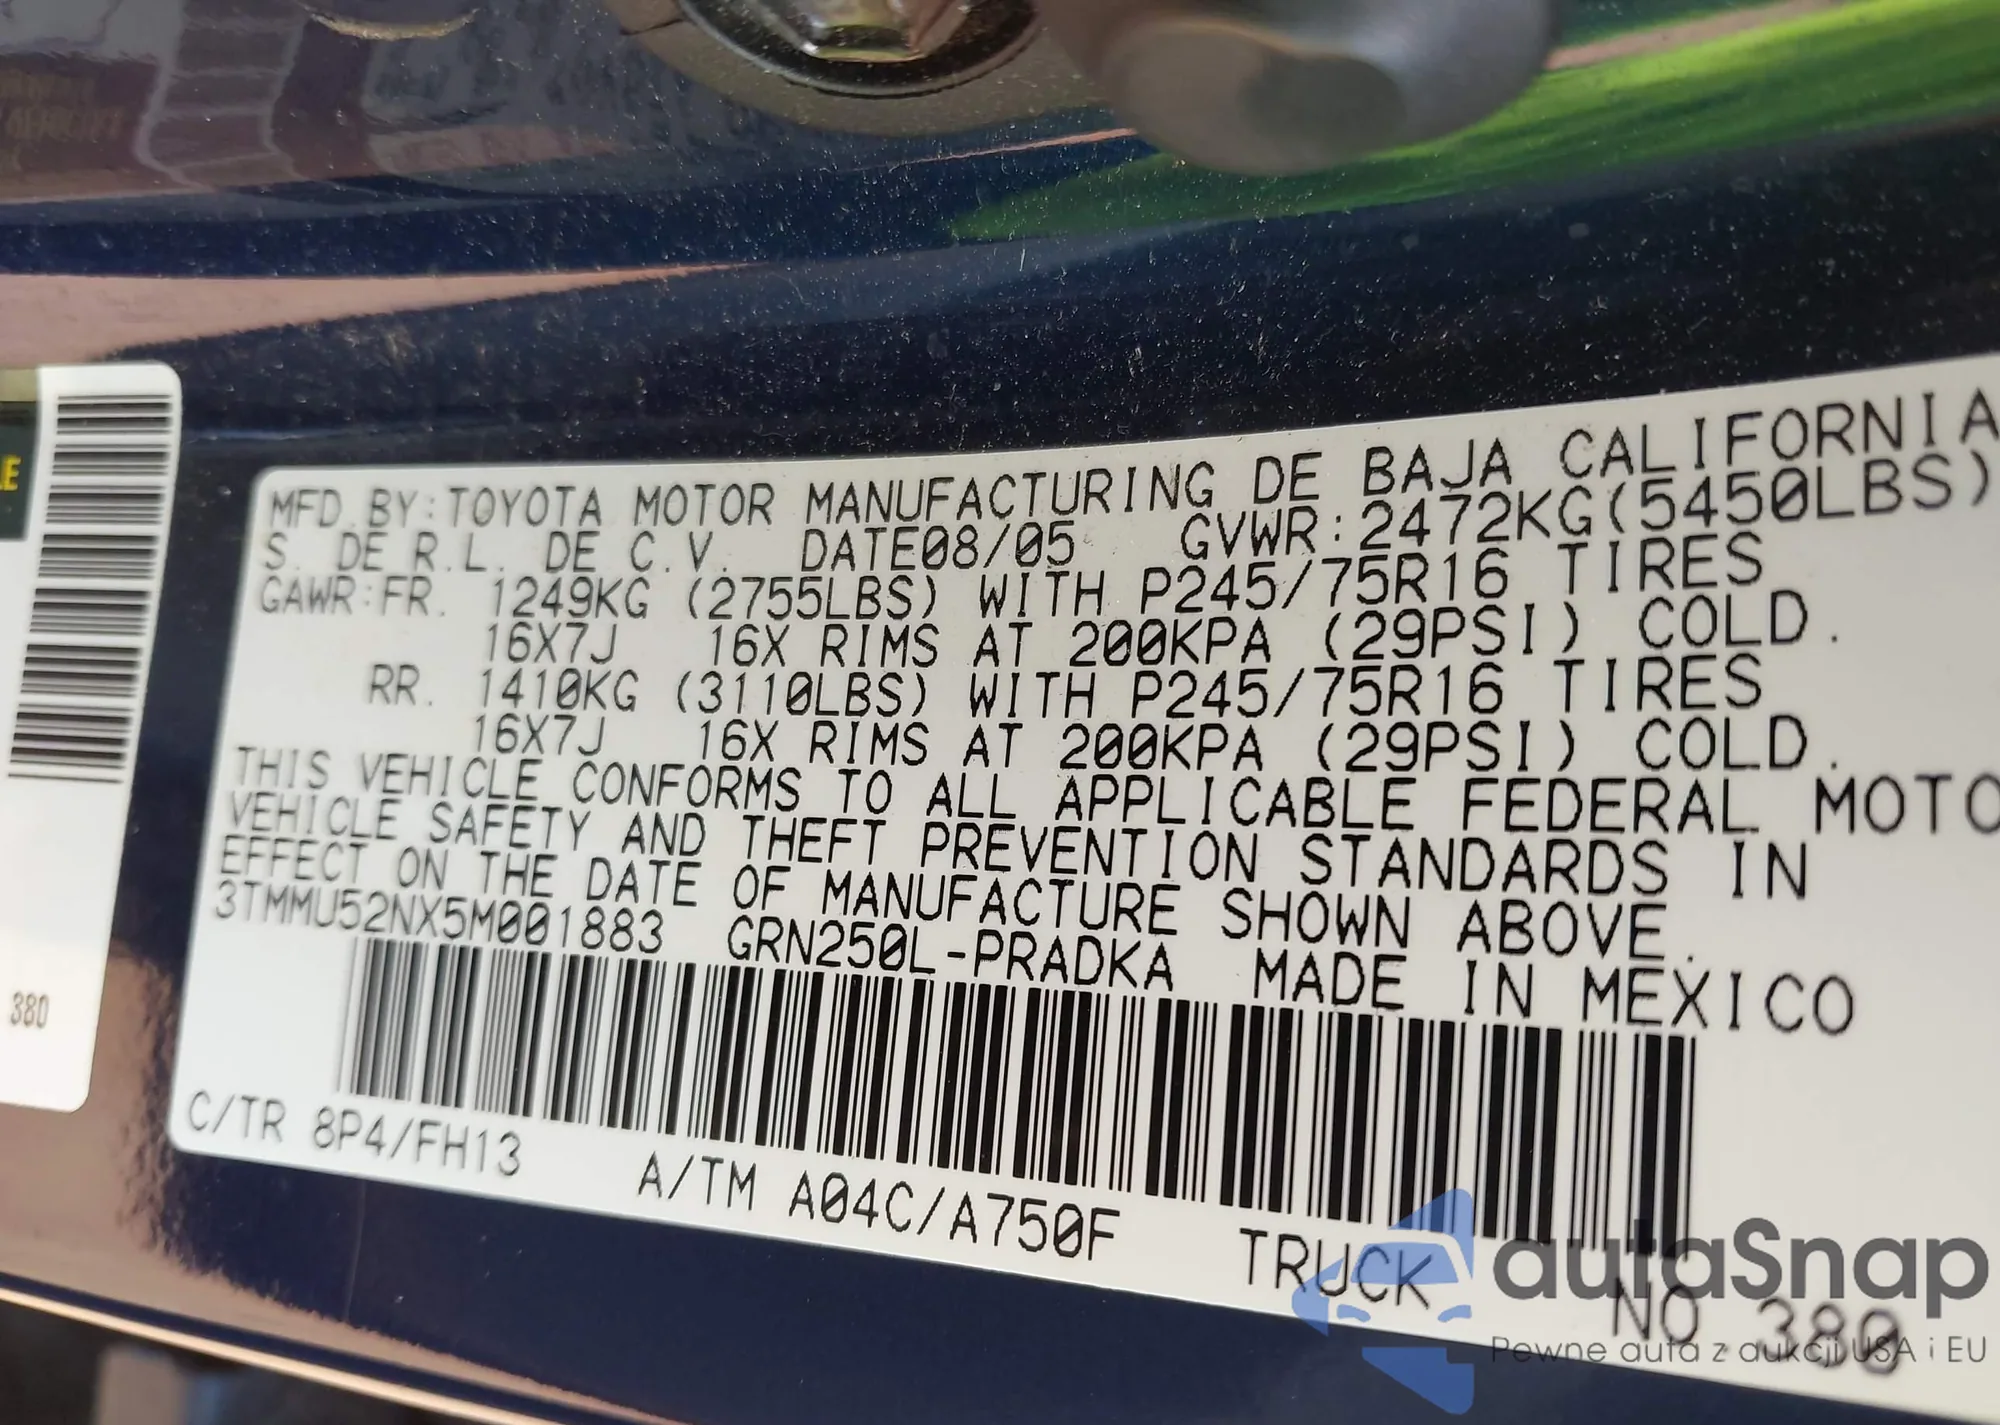 MFD.BY:TOYOTA MOTOR MANUFACTURING DE BAJA CALIFORNIA
S. DE R.L. DE C.V. DATE08/05 GVWR:2472KG(5450LBS)
GAWR:FR. 1249KG (2755LBS) WITH P245/75R16 TIRES
16X7J 16X RIMS AT 200KPA (29PSI) COLD.
RR. 1410KG (3110LBS) WITH P245/75R16 TIRES
16X7J 16X RIMS AT 200KPA (29PSI) COLD.
THIS VEHICLE CONFORMS TO ALL APPLICABLE FEDERAL MOTO
VEHICLE SAFETY AND THEFT PREVENTION STANDARDS IN
EFFECT ON THE DATE OF MANUFACTURE SHOWN ABOVE.
3TMMU52NX5M001883 GRN250L-PRADKA MADE IN MEXICO
C/TR 8P4/FH13 A/TM A04C/A750F TRUCK NO 380
LE
380
autaSnap
Pewne auta z aukcji USA i EU